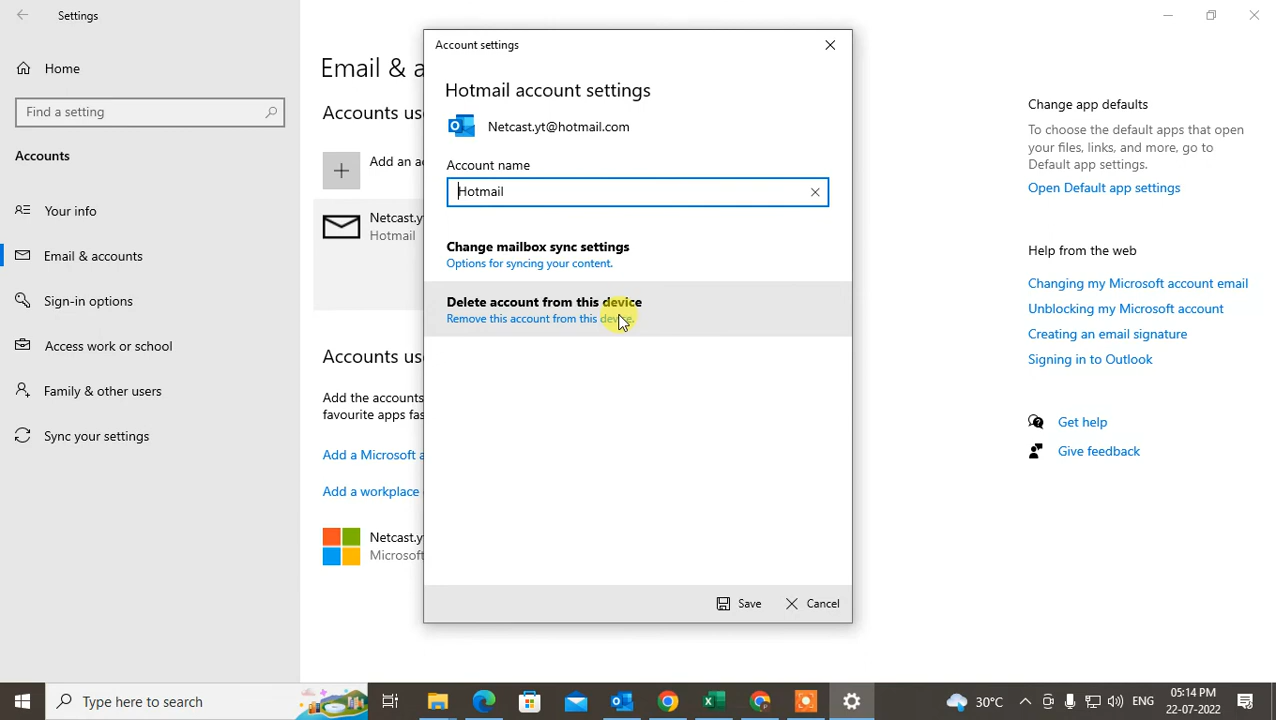 Settings
Home
Find a setting
Accounts
Your info
Email & accounts
Sign-in options
Access work or school
Family & other users
Sync your settings
Email & a
Accounts us
Add an a
Netcast.y
Hotmail
Accounts us
Add the accounts
favourite apps fas
Add a Microsoft a
Add a workplace
Netcast.y
Microsoft
Account settings
Hotmail account settings
Netcast.yt@hotmail.com
Account name
Hotmail
Change mailbox sync settings
Options for syncing your content.
Delete account from this device
Remove this account from this device.
Save
Cancel
Change app defaults
To choose the default apps that open
your files, links, and more, go to
Default app settings.
Open Default app settings
Help from the web
Changing my Microsoft account email
Unblocking my Microsoft account
Creating an email signature
Signing in to Outlook
Get help
Give feedback
Type here to search
30°C
ENG
05:14 PM
22-07-2022